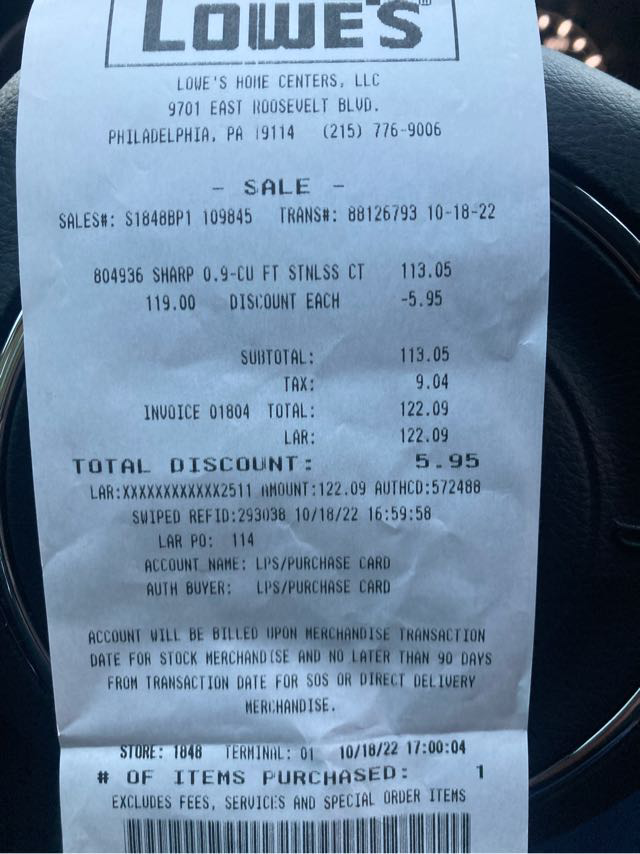 LOWE'S
LOWE'S HOME CENTERS, LLC
9701 EAST ROOSEVELT BLVD.
PHILADELPHIA, PA 19114 (215) 776-9006
- SALE -
SALES#: S1848BP1 109845 TRANS#: 88126793 10-18-22
804936 SHARP 0.9-CU FT STNLSS CT 113.05
119.00 DISCOUNT EACH -5.95
SUBTOTAL: 113.05
TAX: 9.04
INVOICE 01804 TOTAL: 122.09
LAR: 122.09
TOTAL DISCOUNT: 5.95
LAR:XXXXXXXXXXXX2511 AMOUNT:122.09 AUTHCD:572488
SWIPED REFID:293038 10/18/22 16:59:58
LAR PO: 114
ACCOUNT NAME: LPS/PURCHASE CARD
AUTH BUYER: LPS/PURCHASE CARD
ACCOUNT WILL BE BILLED UPON MERCHANDISE TRANSACTION
DATE FOR STOCK MERCHANDISE AND NO LATER THAN 90 DAYS
FROM TRANSACTION DATE FOR SOS OR DIRECT DELIVERY
MERCHANDISE.
STORE: 1848 TERMINAL: 01 10/18/22 17:00:04
# OF ITEMS PURCHASED: 1
EXCLUDES FEES, SERVICES AND SPECIAL ORDER ITEMS